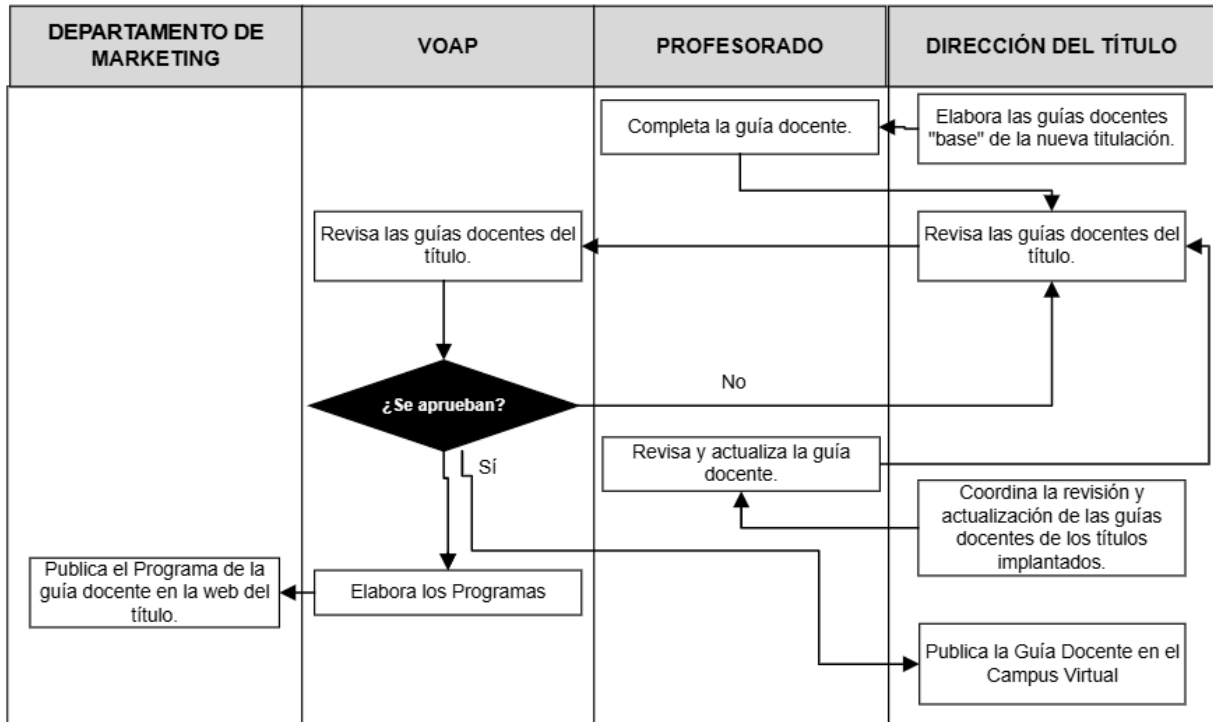 DEPARTAMENTO DE
MARKETING
VOAP
PROFESORADO
DIRECCIÓN DEL TÍTULO
Completa la guía docente.
Elabora las guías docentes
"base" de la nueva titulación.
Revisa las guías docentes del
título.
Revisa las guías docentes del
título.
¿Se aprueban?
No
Sí
Revisa y actualiza la guía
docente.
Coordina la revisión y
actualización de las guías
docentes de los títulos
implantados.
Publica el Programa de la
guía docente en la web del
título.
Elabora los Programas
Publica la Guía Docente en el
Campus Virtual